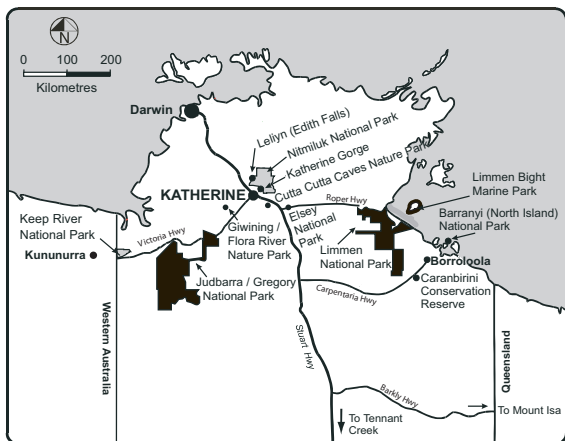 N
0 100 200
Kilometres
Darwin
Leliyn (Edith Falls)
Nitmiluk National Park
Katherine Gorge
Cutta Cutta Caves Nature Park
KATHERINE
Roper Hwy
Limmen Bight
Marine Park
Barranyi (North Island)
National Park
Keep River
National Park
Kununurra
Victoria Hwy
Giwining /
Flora River
Nature Park
Elsey
National
Park
Limmen
National Park
Borroloola
Caranbirini
Conservation
Reserve
Judbarra / Gregory
National Park
Carpentaria Hwy
Western Australia
Stuart Hwy
Queensland
Barkly Hwy
To Mount Isa
To Tennant
Creek